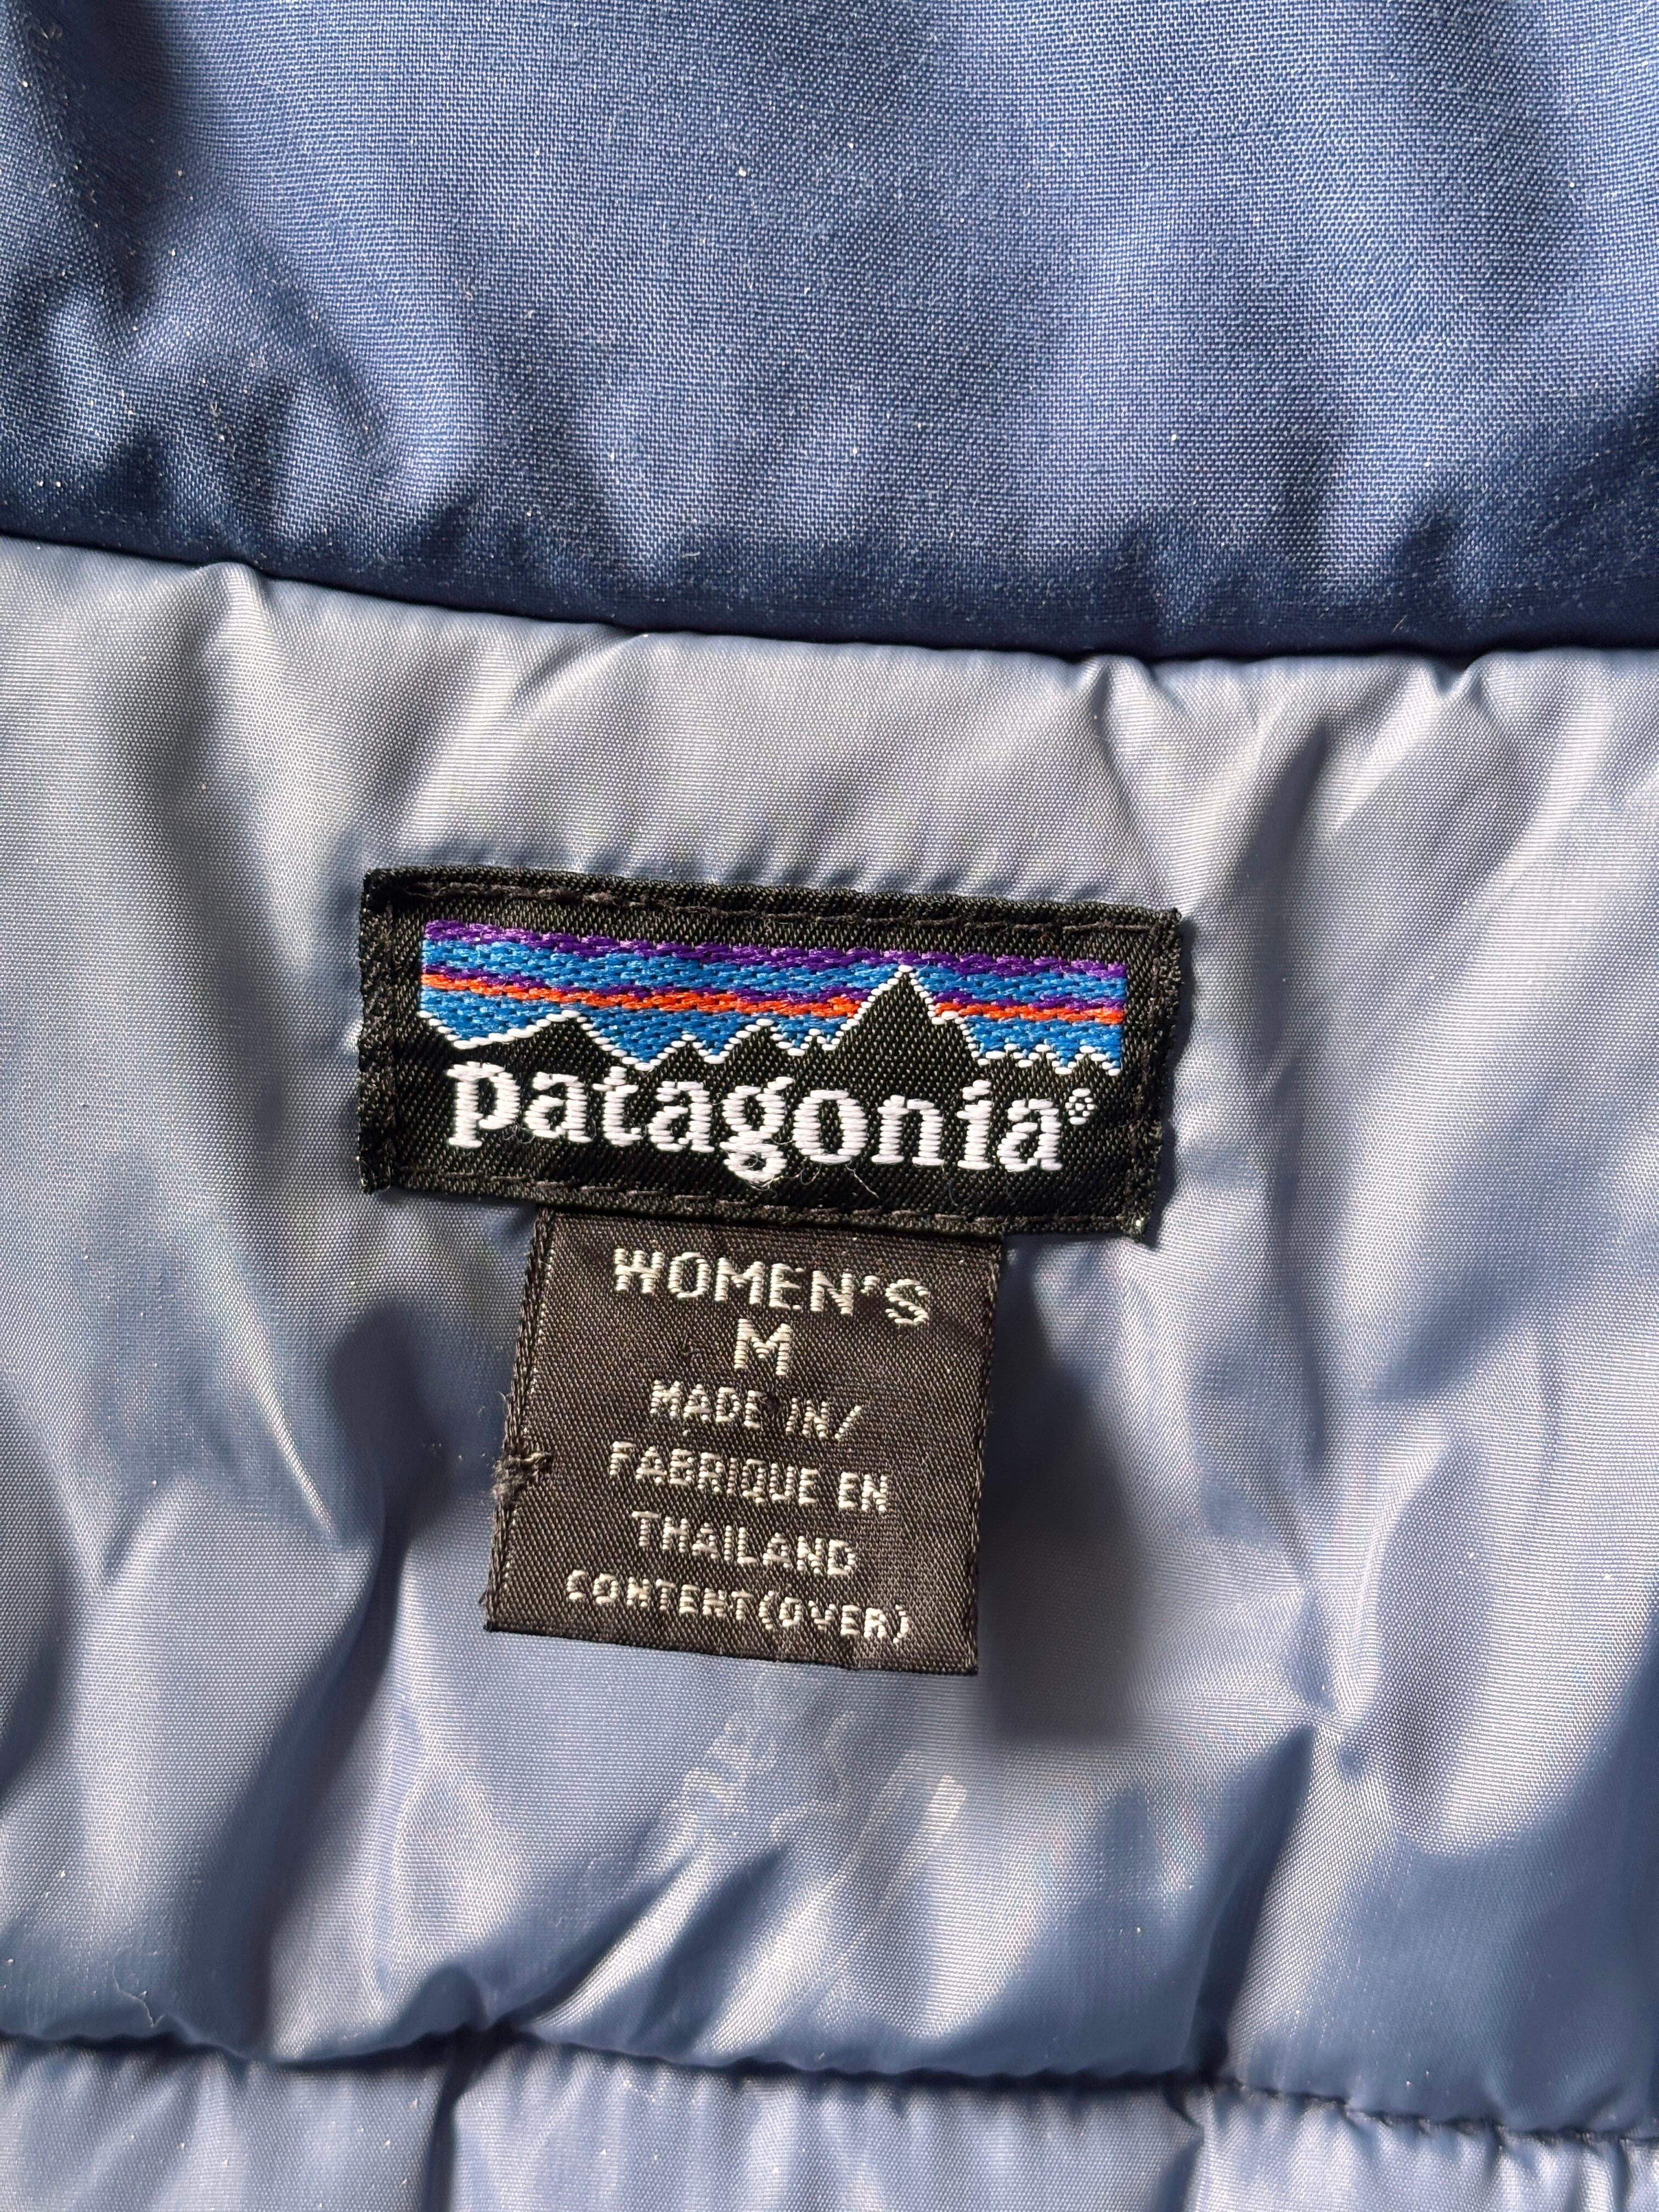 patagonia®
WOMEN'S
M
MADE IN/
FABRIQUE EN
THAILAND
CONTENT(OVER)